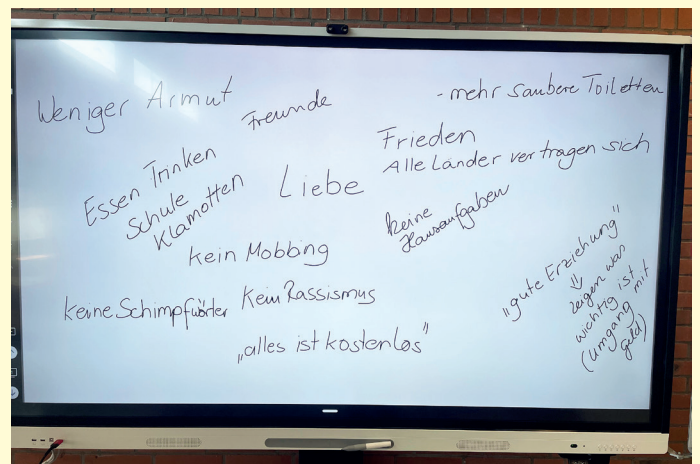 Weniger Armut
Freunde
- mehr saubere Toiletten
Frieden
Alle Länder vertragen sich
Essen Trinken
Schule
Klamotten
Liebe
keine
Hausaufgaben
kein Mobbing
"gute Erziehung"
⇓
zeigen was
wichtig ist
(umgang mit
geld)
keine Schimpfwörter
Kein Rassismus
„alles ist kostenlos"